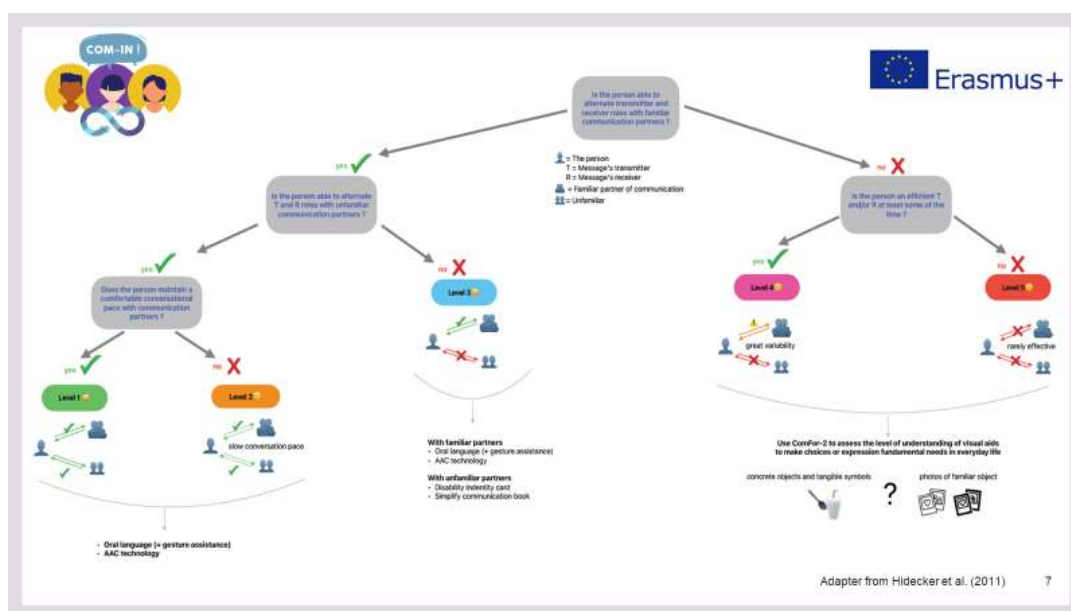 COM-IN !
Erasmus+
Is the person able to
alternate transmitter and
receiver roles with familiar
communication partners ?
= The person
T = Message's transmitter
R = Message's receiver
= Familiar partner of communication
= Unfamiliar
yes
no
Is the person able to alternate
T and R roles with unfamiliar
communication partners ?
Is the person an efficient T
and/or R at least some of the
time ?
yes
no
yes
no
Does the person maintain a
comfortable conversational
pace with communication
partners ?
Level 3
Level 4
Level 5
great variability
rarely effective
yes
no
Level 1
Level 2
slow conversation pace
With familiar partners
- Oral language (+ gesture assistance)
- AAC technology
With unfamiliar partners
- Disability indentity card
- Simplify communication book
Use ComFor-2 to assess the level of understanding of visual aids
to make choices or expression fundamental needs in everyday life
concrete objects and tangible symbols
?
photos of familiar object
- Oral language (+ gesture assistance)
- AAC technology
Adapter from Hidecker et al. (2011)
7